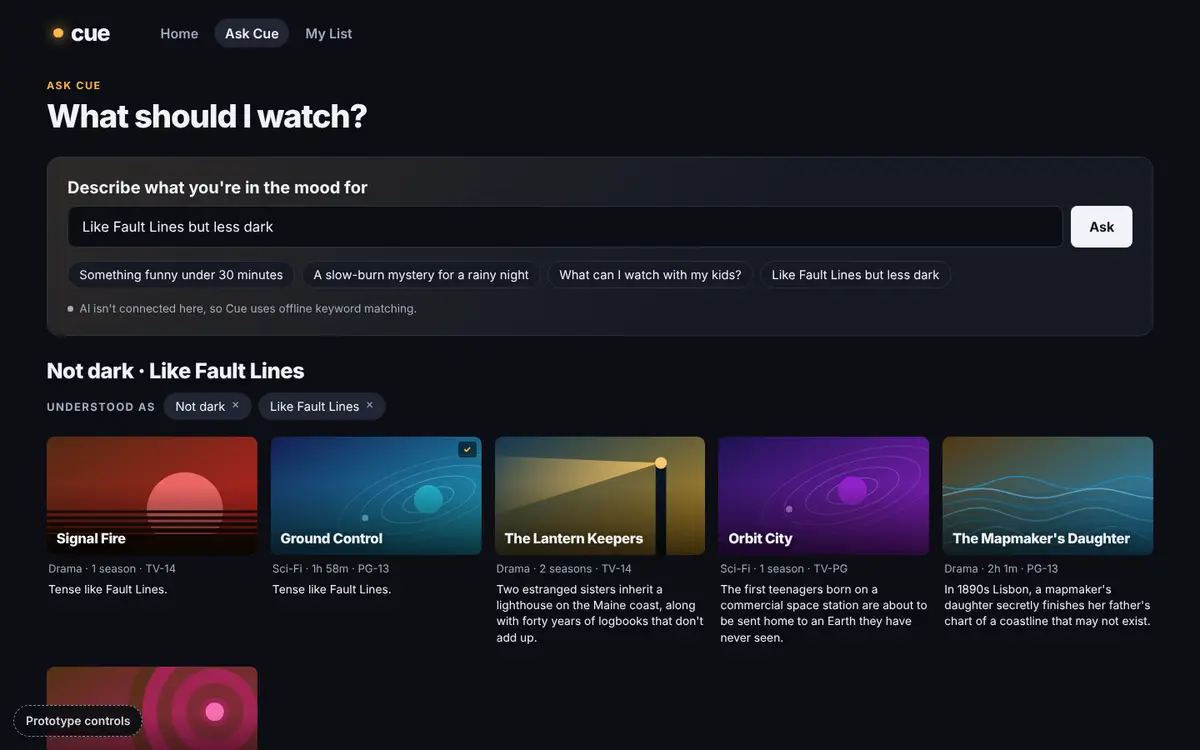 cue
Home
Ask Cue
My List
ASK CUE
What should I watch?
Describe what you're in the mood for
Like Fault Lines but less dark
Ask
Something funny under 30 minutes
A slow-burn mystery for a rainy night
What can I watch with my kids?
Like Fault Lines but less dark
AI isn't connected here, so Cue uses offline keyword matching.
Not dark · Like Fault Lines
UNDERSTOOD AS
Not dark ×
Like Fault Lines ×
Signal Fire
Drama · 1 season · TV-14
Tense like Fault Lines.
Ground Control
Sci-Fi · 1h 58m · PG-13
Tense like Fault Lines.
The Lantern Keepers
Drama · 2 seasons · TV-14
Two estranged sisters inherit a
lighthouse on the Maine coast, along
with forty years of logbooks that don't
add up.
Orbit City
Sci-Fi · 1 season · TV-PG
The first teenagers born on a
commercial space station are about to
be sent home to an Earth they have
never seen.
The Mapmaker's Daughter
Drama · 2h 1m · PG-13
In 1890s Lisbon, a mapmaker's
daughter secretly finishes her father's
chart of a coastline that may not exist.
Prototype controls